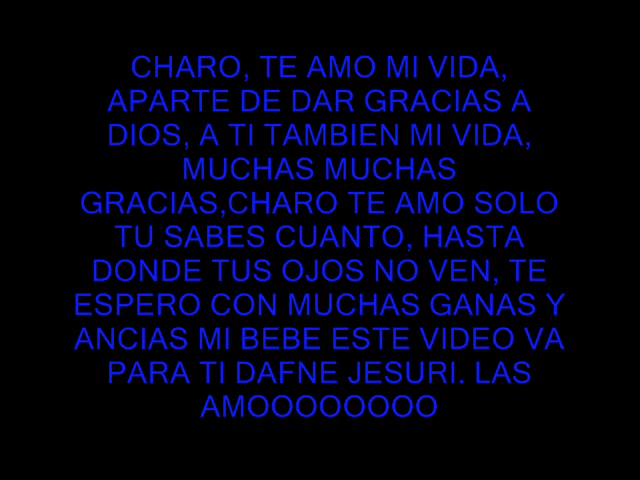 CHARO, TE AMO MI VIDA,
APARTE DE DAR GRACIAS A
DIOS, A TI TAMBIEN MI VIDA,
MUCHAS MUCHAS
GRACIAS,CHARO TE AMO SOLO
TU SABES CUANTO, HASTA
DONDE TUS OJOS NO VEN, TE
ESPERO CON MUCHAS GANAS Y
ANCIAS MI BEBE ESTE VIDEO VA
PARA TI DAFNE JESURI. LAS
AMOOOOOOOO